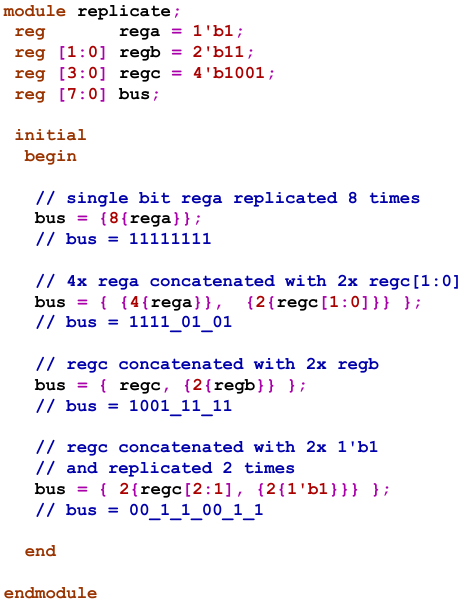 module replicate;
 reg       rega = 1'b1;
 reg [1:0] regb = 2'b11;
 reg [3:0] regc = 4'b1001;
 reg [7:0] bus;

 initial
  begin

   // single bit rega replicated 8 times
   bus = {8{rega}};
   // bus = 11111111

   // 4x rega concatenated with 2x regc[1:0]
   bus = { {4{rega}},  {2{regc[1:0]}} };
   // bus = 1111_01_01

   // regc concatenated with 2x regb
   bus = { regc, {2{regb}} };
   // bus = 1001_11_11

   // regc concatenated with 2x 1'b1
   // and replicated 2 times
   bus = { 2{regc[2:1], {2{1'b1}}} };
   // bus = 00_1_1_00_1_1

  end

endmodule